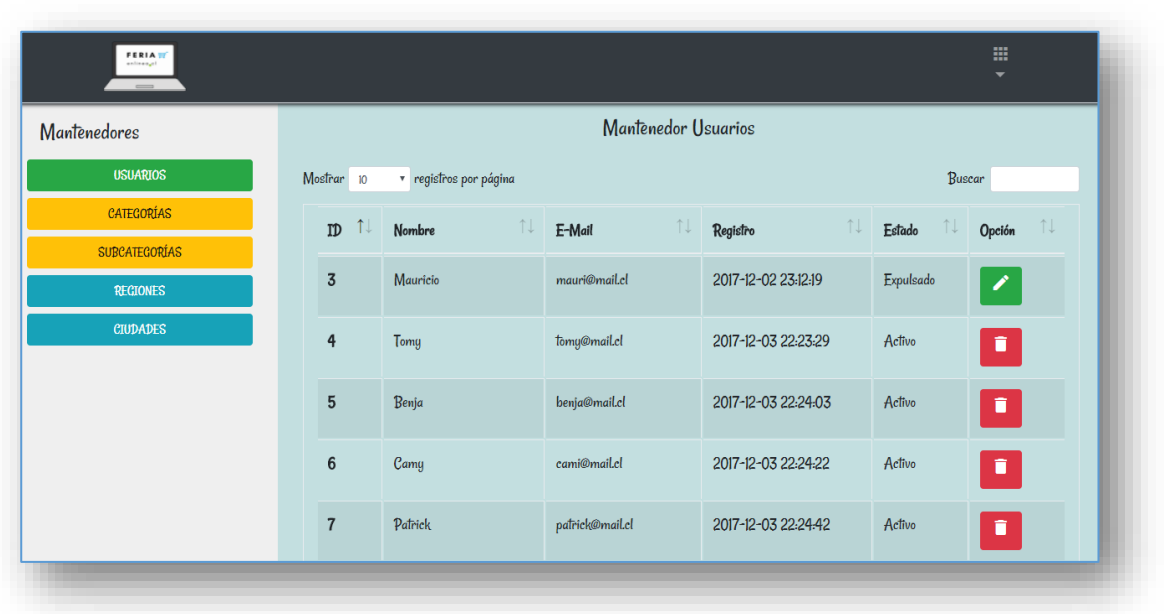 FERIA
onlinea.cl
Mantenedores
USUARIOS
CATEGORÍAS
SUBCATEGORÍAS
REGIONES
CIUDADES
Mantenedor Usuarios
Mostrar 10 registros por página
Buscar
ID Nombre E-Mail Registro Estado Opción
3 Mauricio mauri@mail.cl 2017-12-02 23:12:19 Expulsado
4 Tomy tomy@mail.cl 2017-12-03 22:23:29 Activo
5 Benja benja@mail.cl 2017-12-03 22:24:03 Activo
6 Camy cami@mail.cl 2017-12-03 22:24:22 Activo
7 Patrick patrick@mail.cl 2017-12-03 22:24:42 Activo